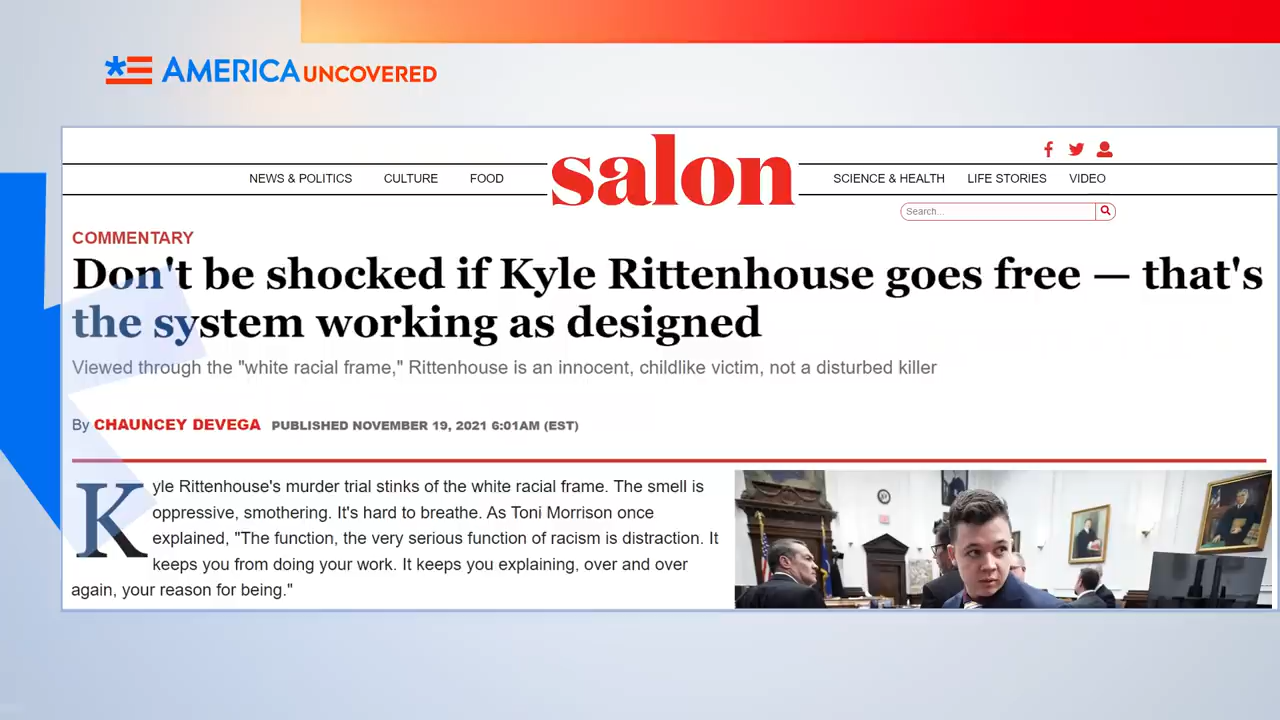 AMERICA UNCOVERED
salon
NEWS & POLITICS CULTURE FOOD SCIENCE & HEALTH LIFE STORIES VIDEO
Search...
COMMENTARY
Don't be shocked if Kyle Rittenhouse goes free — that's
the system working as designed
Viewed through the "white racial frame," Rittenhouse is an innocent, childlike victim, not a disturbed killer
By CHAUNCEY DEVEGA PUBLISHED NOVEMBER 19, 2021 6:01AM (EST)
Kyle Rittenhouse's murder trial stinks of the white racial frame. The smell is
oppressive, smothering. It's hard to breathe. As Toni Morrison once
explained, "The function, the very serious function of racism is distraction. It
keeps you from doing your work. It keeps you explaining, over and over
again, your reason for being."